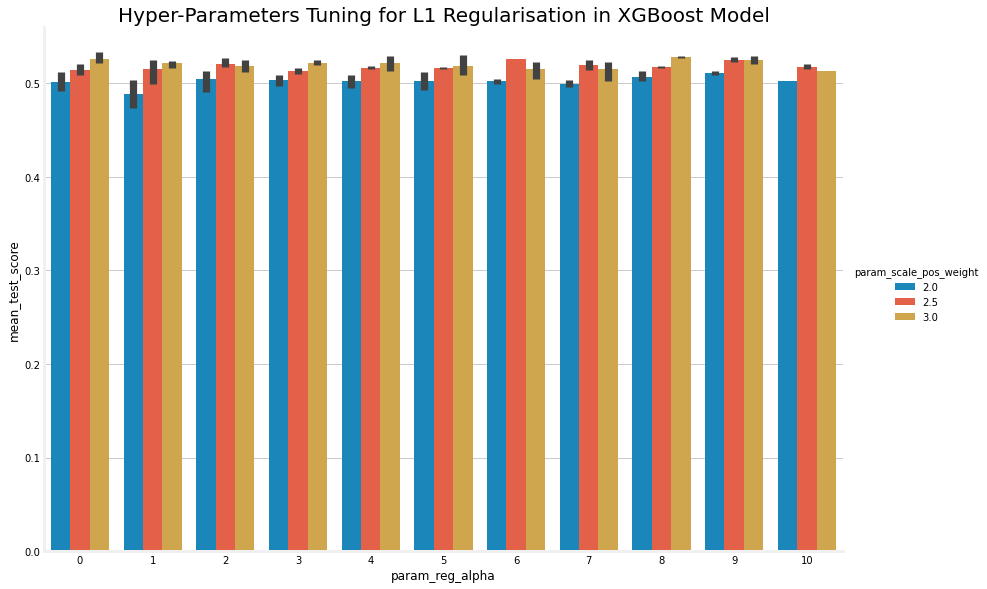 Hyper-Parameters Tuning for L1 Regularisation in XGBoost Model
mean_test_score
0.5
0.4
0.3
0.2
0.1
0.0
0 1 2 3 4 5 6 7 8 9 10
param_reg_alpha
param_scale_pos_weight
2.0
2.5
3.0